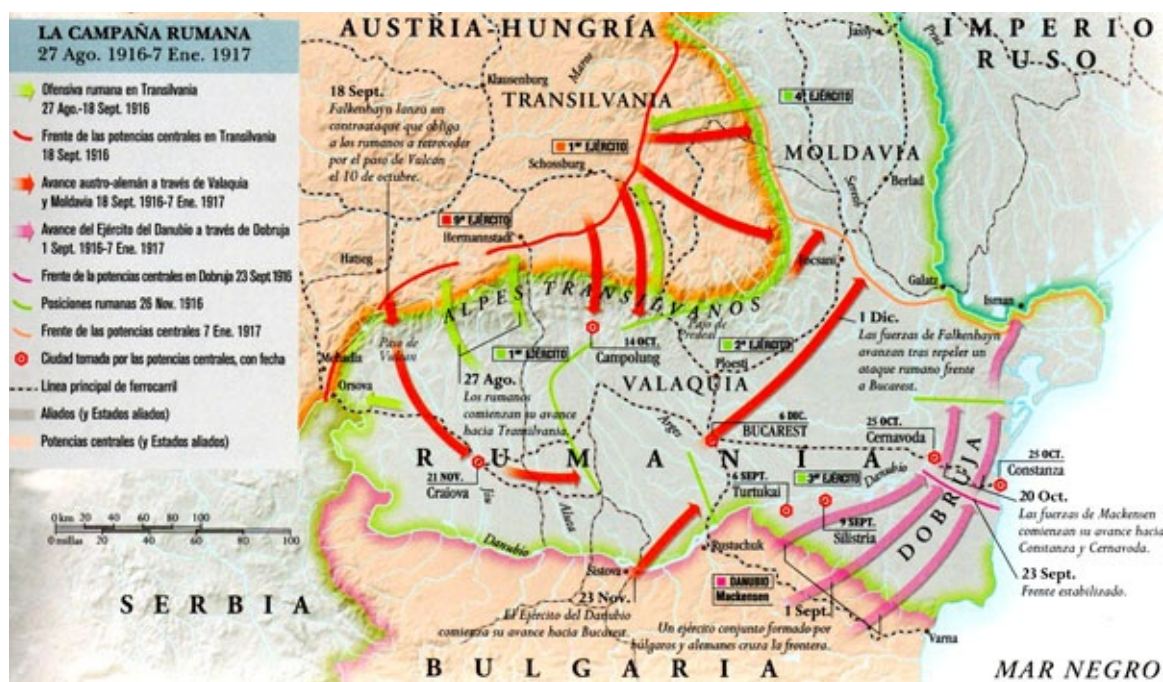 LA CAMPAÑA RUMANA
27 Ago. 1916-7 Ene. 1917
Ofensiva rumana en Transilvania
27 Ago.-18 Sept. 1916
Frente de las potencias centrales en Transilvania
18 Sept. 1916
Avance austro-alemán a través de Valaquia
y Moldavia 18 Sept. 1916-7 Ene. 1917
Avance del Ejército del Danubio a través de Dobruja
1 Sept. 1916-7 Ene. 1917
Frente de la potencias centrales en Dobruja 23 Sept 1916
Posiciones rumanas 26 Nov. 1916
Frente de las potencias centrales 7 Ene. 1917
Ciudad tomada por las potencias centrales, con fecha
Línea principal de ferrocarril
Aliados (y Estados aliados)
Potencias centrales (y Estados aliados)
0 km 20 40 60 80 100
0 millas 20 40 60 80 100
AUSTRIA-HUNGRÍA
IMPERIO
RUSO
Jassy
Prut
Klausenburg
Maros
TRANSILVANIA
4º EJÉRCITO
18 Sept.
Falkenhayn lanza un
contraataque que obliga
a los rumanos a retroceder
por el paso de Vulcán
el 10 de octubre.
1er EJÉRCITO
Schossburg
MOLDAVIA
Berlad
Sereth
9º EJÉRCITO
Hermannstadt
Hatseg
Focsani
Galatz
Ismail
ALPES TRANSILVANOS
Paso de
Vulcan
Paso de
Predeal
1 Dic.
Las fuerzas de Falkenhayn
avanzan tras repeler un
ataque rumano frente
a Bucarest.
14 OCT.
Campolung
1er EJÉRCITO
2º EJÉRCITO
Ploesti
Mehadia
Orsova
27 Ago.
Los rumanos
comienzan su avance
hacia Transilvania.
VALAQUIA
Arges
6 DIC.
BUCAREST
25 OCT.
Cernavoda
25 OCT.
Constanza
RUMANIA
21 NOV.
Craiova
Jiu
Aluta
6 SEPT.
Turtukai
3er EJÉRCITO
Danubio
9 SEPT.
Silistria
DOBRUJA
20 Oct.
Las fuerzas de Mackensen
comienzan su avance hacia
Constanza y Cernavoda.
23 Sept.
Frente estabilizado.
Danubio
Rustschuk
Sistova
DANUBIO
Mackensen
23 Nov.
El Ejército del Danubio
comienza su avance hacia Bucarest.
1 Sept.
Un ejército conjunto formado por
búlgaros y alemanes cruza la frontera.
Varna
SERBIA
BULGARIA
MAR NEGRO